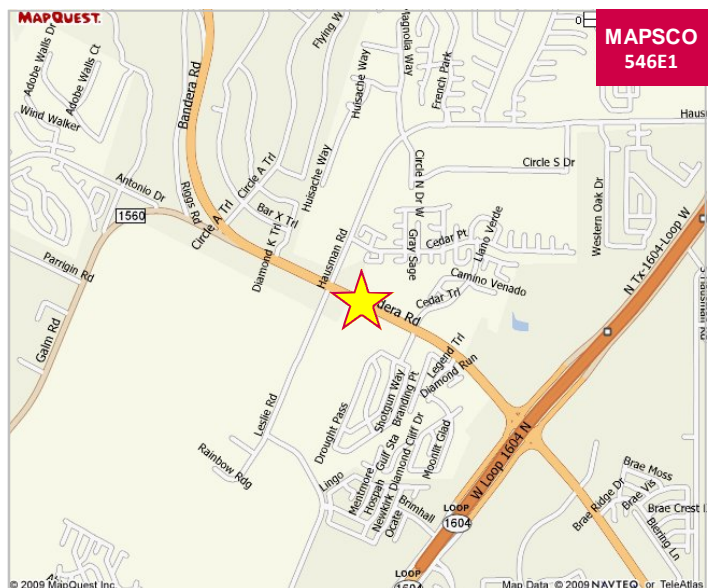 MAPQUEST.
MAPSCO
546E1
0
Adobe Walls Dr
Adobe Walls Ct
Wind Walker
Bandera Rd
Flying W
Magnolia Way
French Park
Huisache Way
Circle S Dr
Circle N Dr W
Antonio Dr
Riggs Rd
Circle A Trl
Circle A Trl
Huisache Way
Bar X Trl
Diamond K Trl
1560
Hausman Rd
Gray Sage
Cedar Pt
Llano Verde
Western Oak Dr
N Tx-1604-Loop W
Parrigin Rd
Galm Rd
Camino Venado
Cedar Trl
dera Rd
Legend Trl
Diamond Run
Shotgun Way
Branding Pt
Drought Pass
Leslie Rd
Rainbow Rdg
Lingo
Mentmore
Hospah
Gulf Sta
Newkirk
Diamond Cliff Dr
Ocate
Moonlit Glad
Brimhall
W Loop 1604 N
LOOP
1604
LOOP
1604
Brae Moss
Brae Vis
Brae Ridge Dr
Brae Crest
Biering Ln
© 2009 MapQuest Inc.
Map Data © 2009 NAVTEQ or TeleAtlas